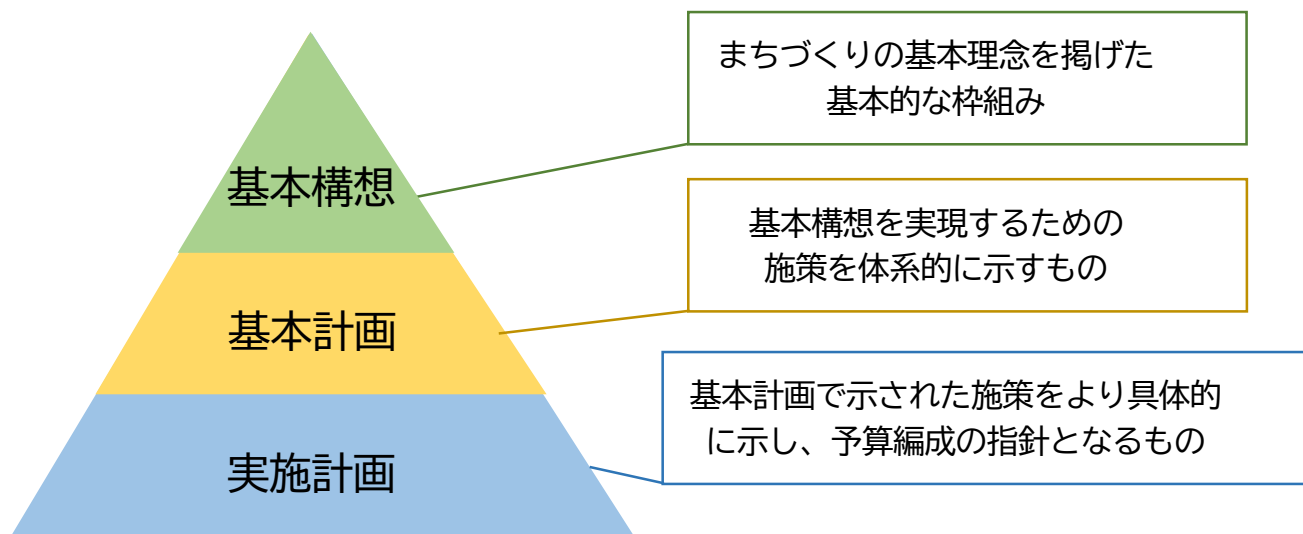 まちづくりの基本理念を掲げた
基本的な枠組み
基本構想
基本構想を実現するための
施策を体系的に示すもの
基本計画
基本計画で示された施策をより具体的
に示し、予算編成の指針となるもの
実施計画